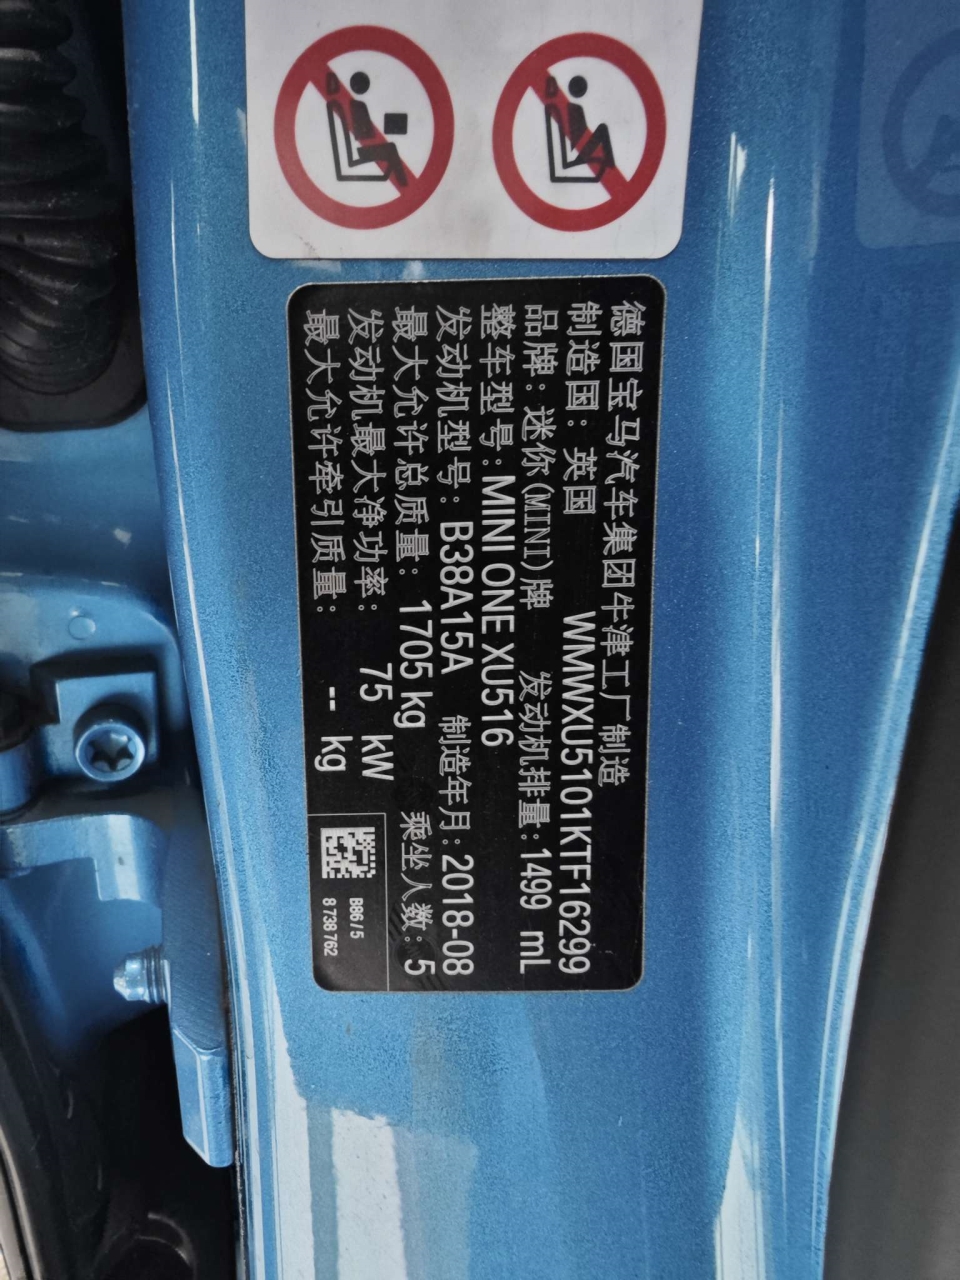 德国宝马汽车集团牛津工厂制造
制造国: 英国 WMWXU5101KTF16299
品牌: 迷你(MINI)牌 发动机排量: 1499 mL
整车型号: MINI ONE XU516
发动机型号: B38A15A 制造年月: 2018-08
最大允许总质量: 1705 kg 乘坐人数: 5
发动机最大净功率: 75 kW
最大允许牵引质量: -- kg
B86 / 5
8 738 762